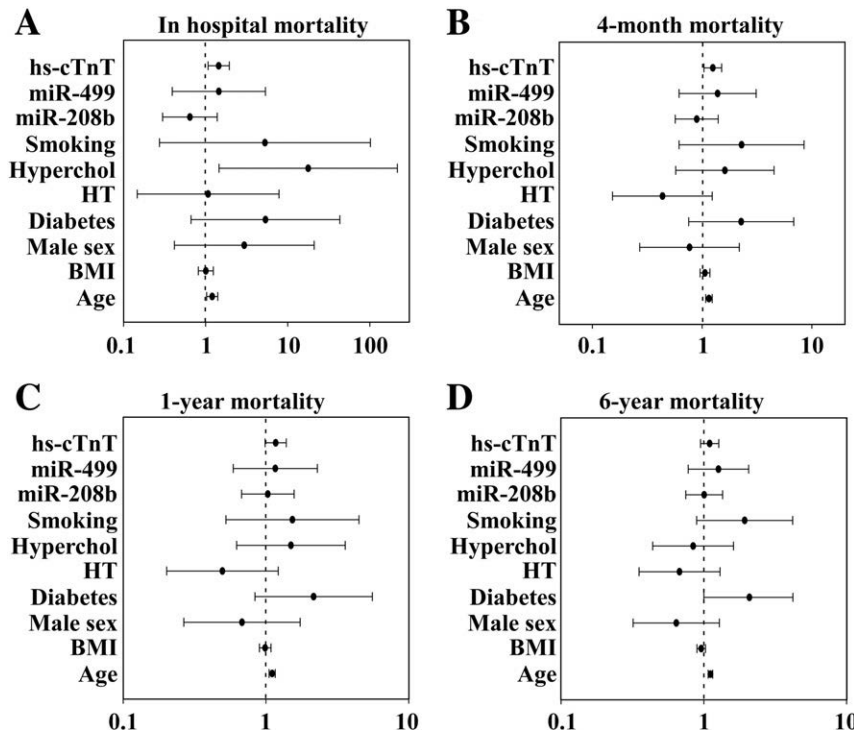 A
In hospital mortality
hs-cTnT
miR-499
miR-208b
Smoking
Hyperchol
HT
Diabetes
Male sex
BMI
Age
0.1 1 10 100
B
4-month mortality
hs-cTnT
miR-499
miR-208b
Smoking
Hyperchol
HT
Diabetes
Male sex
BMI
Age
0.1 1 10
C
1-year mortality
hs-cTnT
miR-499
miR-208b
Smoking
Hyperchol
HT
Diabetes
Male sex
BMI
Age
0.1 1 10
D
6-year mortality
hs-cTnT
miR-499
miR-208b
Smoking
Hyperchol
HT
Diabetes
Male sex
BMI
Age
0.1 1 10